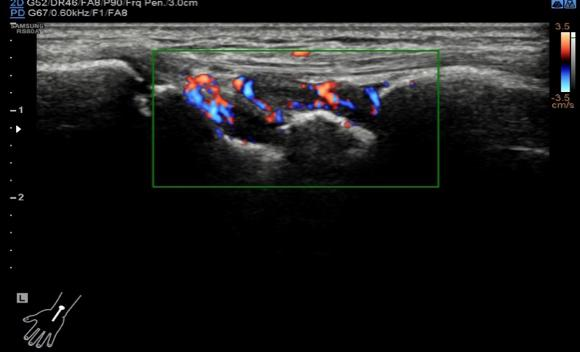 2D G52/DR46/FA8/P90/Frq Pen./3.0cm
PD G67/0.60kHz/F1/FA8
SAMSUNG
RS80A
3.5
-3.5
cm/s
1
2
L